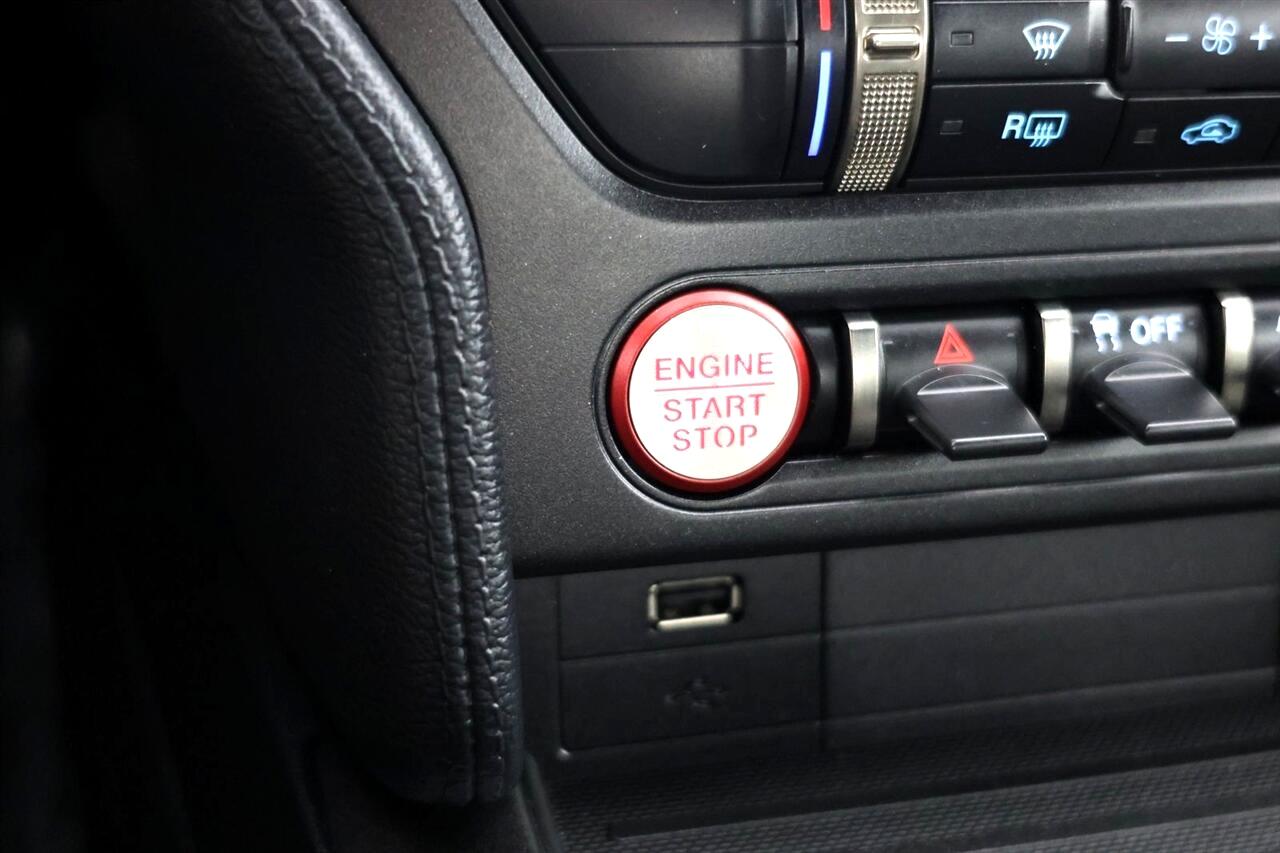 - +
R
ENGINE
START
STOP
OFF